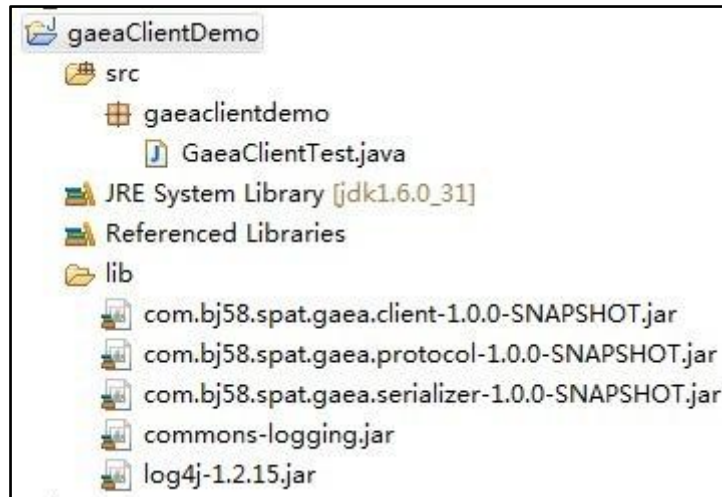 gaeaClientDemo
src
gaeaclientdemo
GaeaClientTest.java
JRE System Library [jdk1.6.0_31]
Referenced Libraries
lib
com.bj58.spat.gaea.client-1.0.0-SNAPSHOT.jar
com.bj58.spat.gaea.protocol-1.0.0-SNAPSHOT.jar
com.bj58.spat.gaea.serializer-1.0.0-SNAPSHOT.jar
commons-logging.jar
log4j-1.2.15.jar